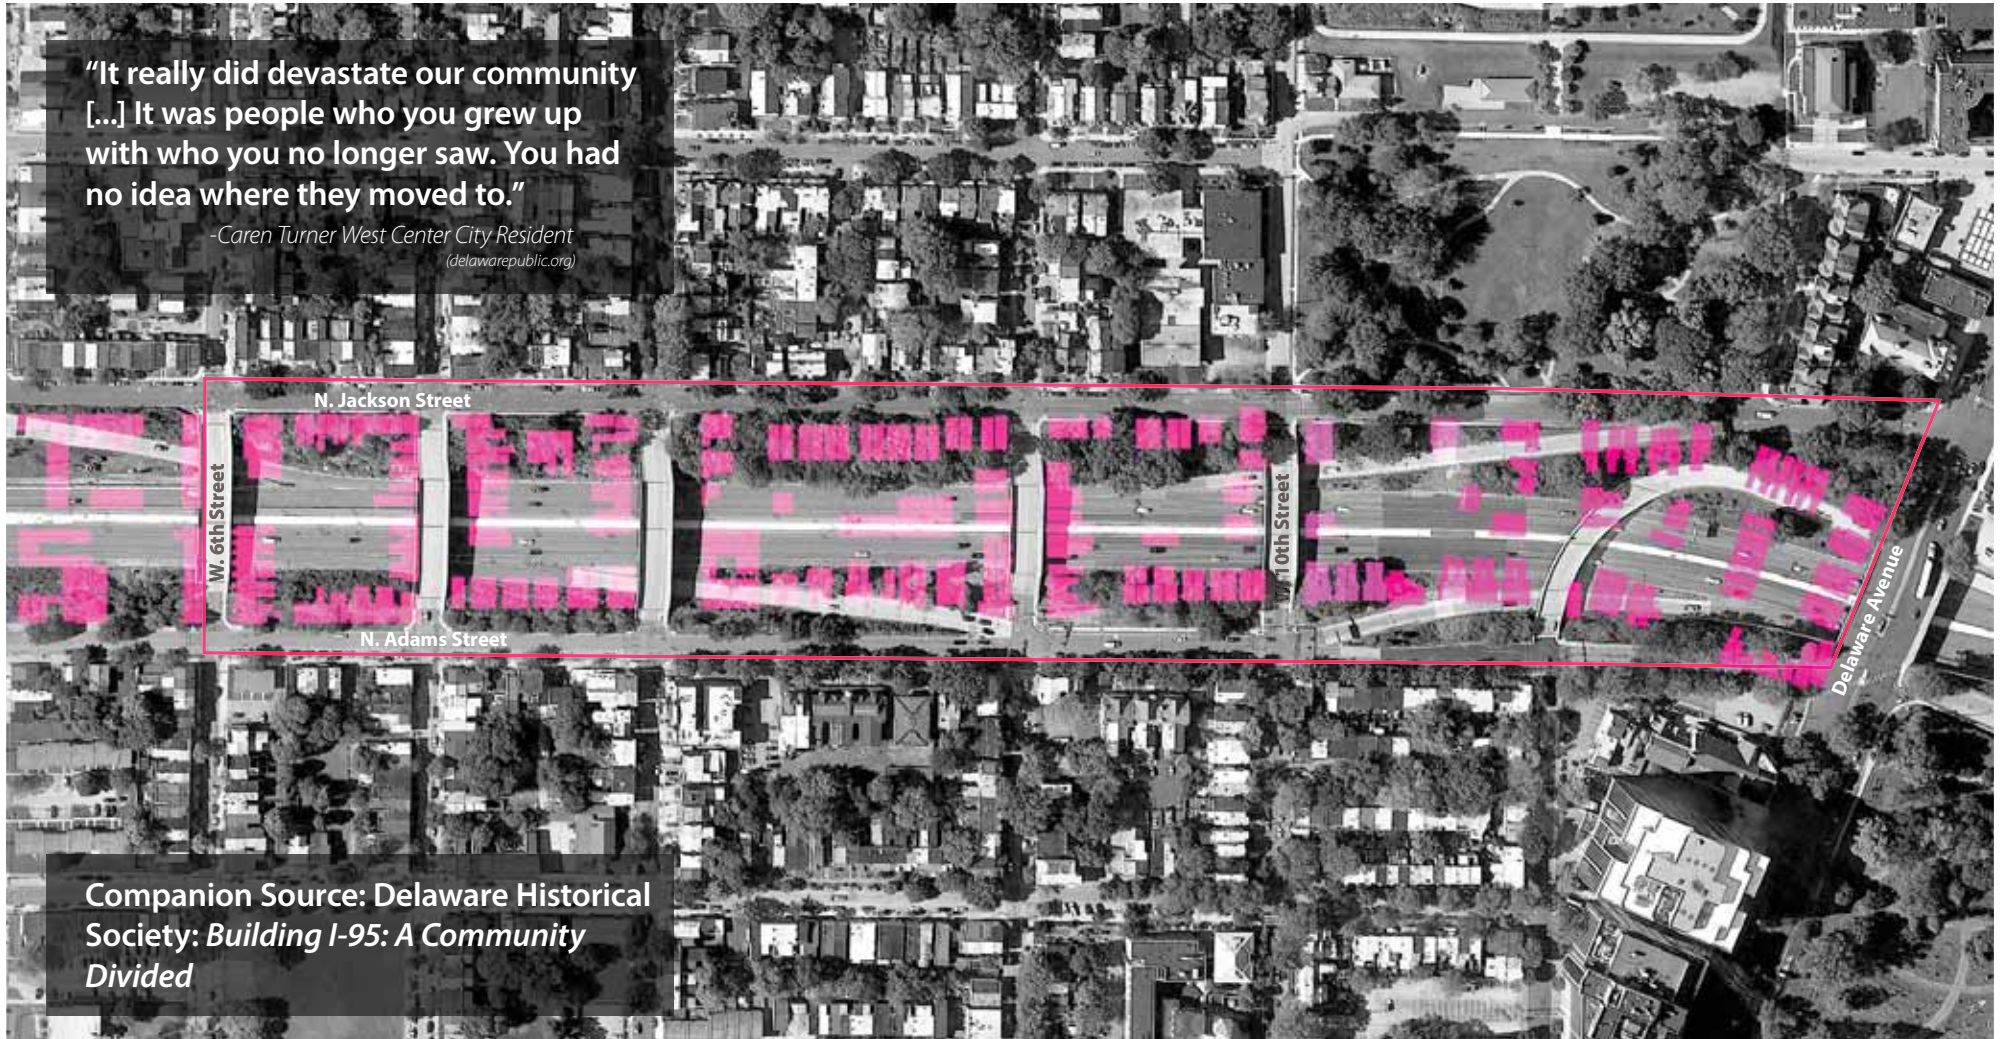 “It really did devastate our community
[...] It was people who you grew up
with who you no longer saw. You had
no idea where they moved to.”
-Caren Turner West Center City Resident
(delawarepublic.org)
N. Jackson Street
W. 6th Street
10th Street
N. Adams Street
Delaware Avenue
Companion Source: Delaware Historical
Society: Building I-95: A Community
Divided